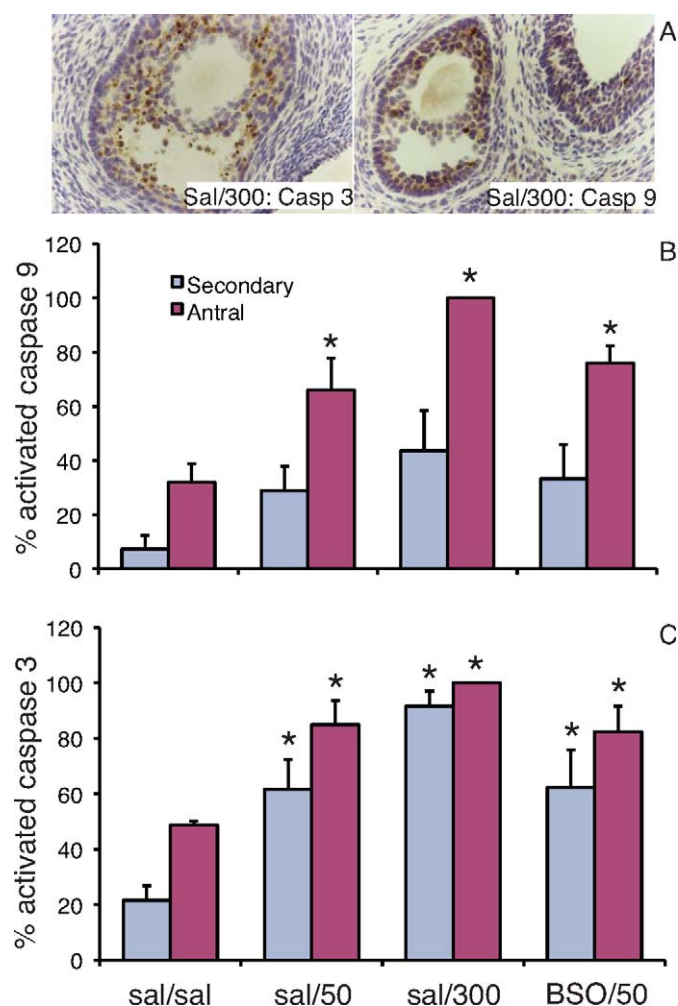 A
Sal/300: Casp 3
Sal/300: Casp 9
B
% activated caspase 9
120
100
80
60
40
20
0
Secondary
Antral
*
*
*
C
% activated caspase 3
120
100
80
60
40
20
0
*
*
*
*
*
*
sal/sal
sal/50
sal/300
BSO/50